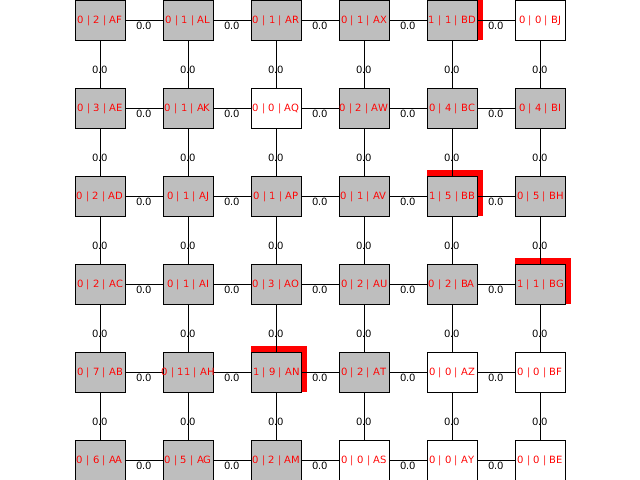 0 | 2 | AF 0.0 0 | 1 | AL 0.0 0 | 1 | AR 0.0 0 | 1 | AX 0.0 1 | 1 | BD 0.0 0 | 0 | BJ
0.0 0.0 0.0 0.0 0.0 0.0
0 | 3 | AE 0.0 0 | 1 | AK 0.0 0 | 0 | AQ 0.0 0 | 2 | AW 0.0 0 | 4 | BC 0.0 0 | 4 | BI
0.0 0.0 0.0 0.0 0.0 0.0
0 | 2 | AD 0.0 0 | 1 | AJ 0.0 0 | 1 | AP 0.0 0 | 1 | AV 0.0 1 | 5 | BB 0.0 0 | 5 | BH
0.0 0.0 0.0 0.0 0.0 0.0
0 | 2 | AC 0.0 0 | 1 | AI 0.0 0 | 3 | AO 0.0 0 | 2 | AU 0.0 0 | 2 | BA 0.0 1 | 1 | BG
0.0 0.0 0.0 0.0 0.0 0.0
0 | 7 | AB 0.0 0 | 11 | AH 0.0 1 | 9 | AN 0.0 0 | 2 | AT 0.0 0 | 0 | AZ 0.0 0 | 0 | BF
0.0 0.0 0.0 0.0 0.0 0.0
0 | 6 | AA 0.0 0 | 5 | AG 0.0 0 | 2 | AM 0.0 0 | 0 | AS 0.0 0 | 0 | AY 0.0 0 | 0 | BE